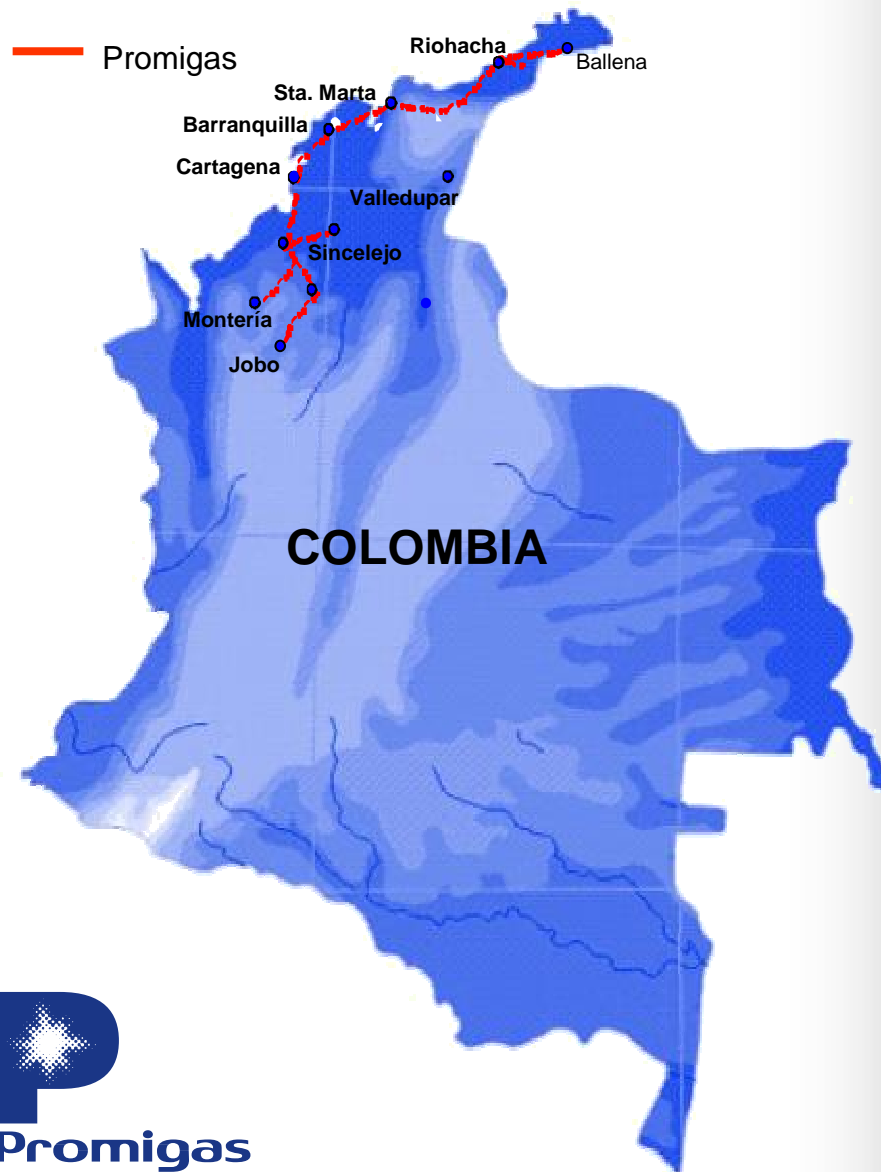 Promigas
Riohacha
Ballena
Sta. Marta
Barranquilla
Cartagena
Valledupar
Sincelejo
Montería
Jobo
COLOMBIA
Promigas